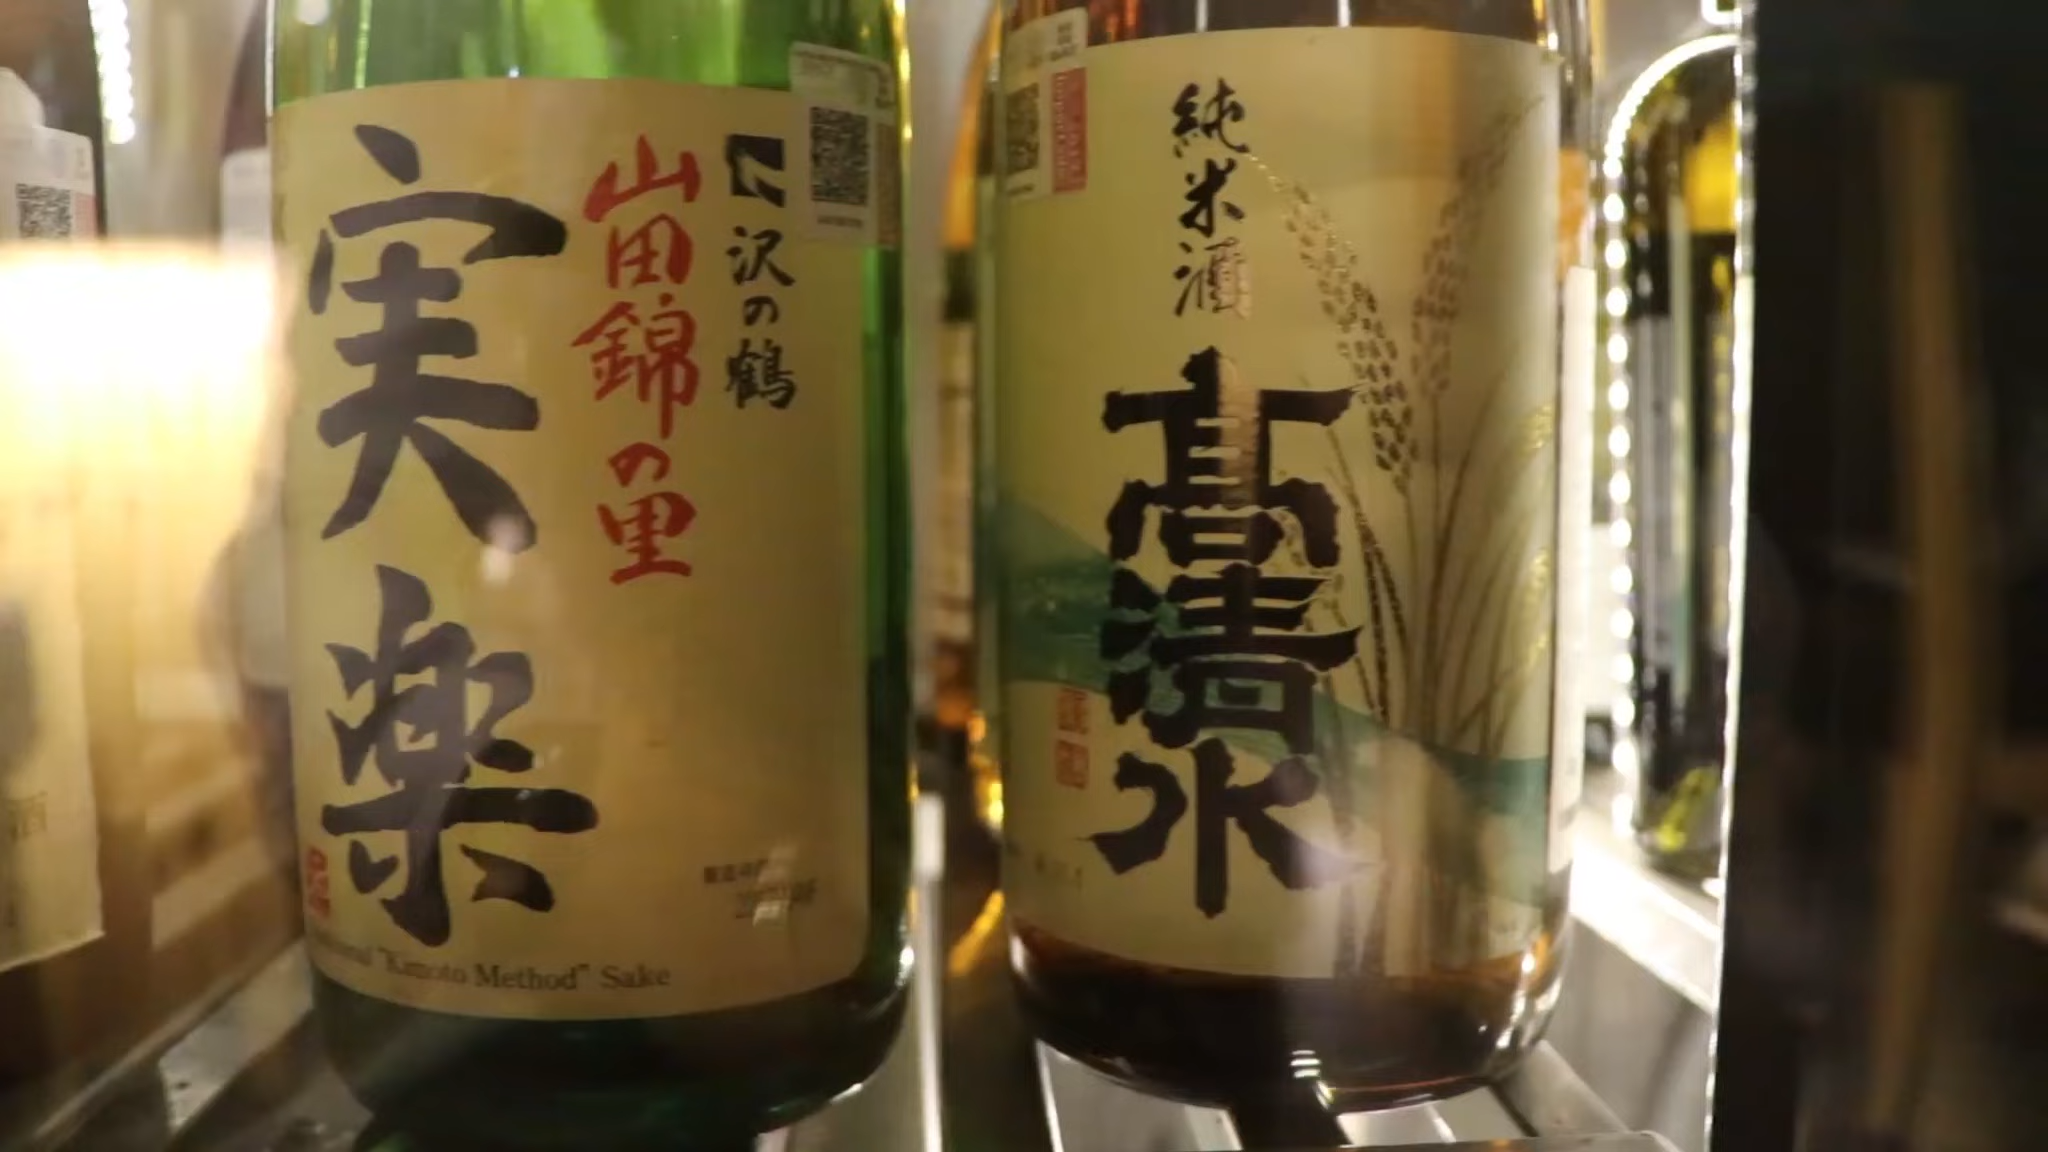 沢の鶴
山田錦の里
実楽
"Kimoto Method" Sake
純米酒
高清水